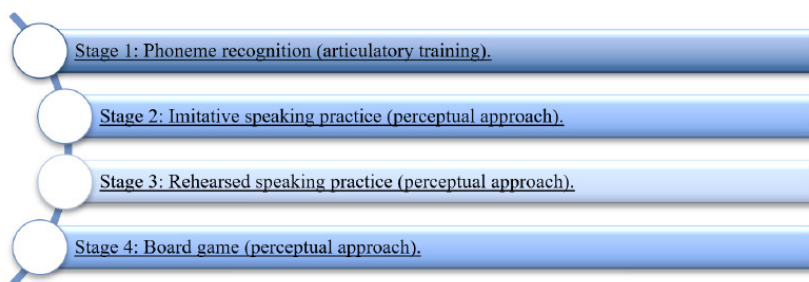 Stage 1: Phoneme recognition (articulatory training).
Stage 2: Imitative speaking practice (perceptual approach).
Stage 3: Rehearsed speaking practice (perceptual approach).
Stage 4: Board game (perceptual approach).